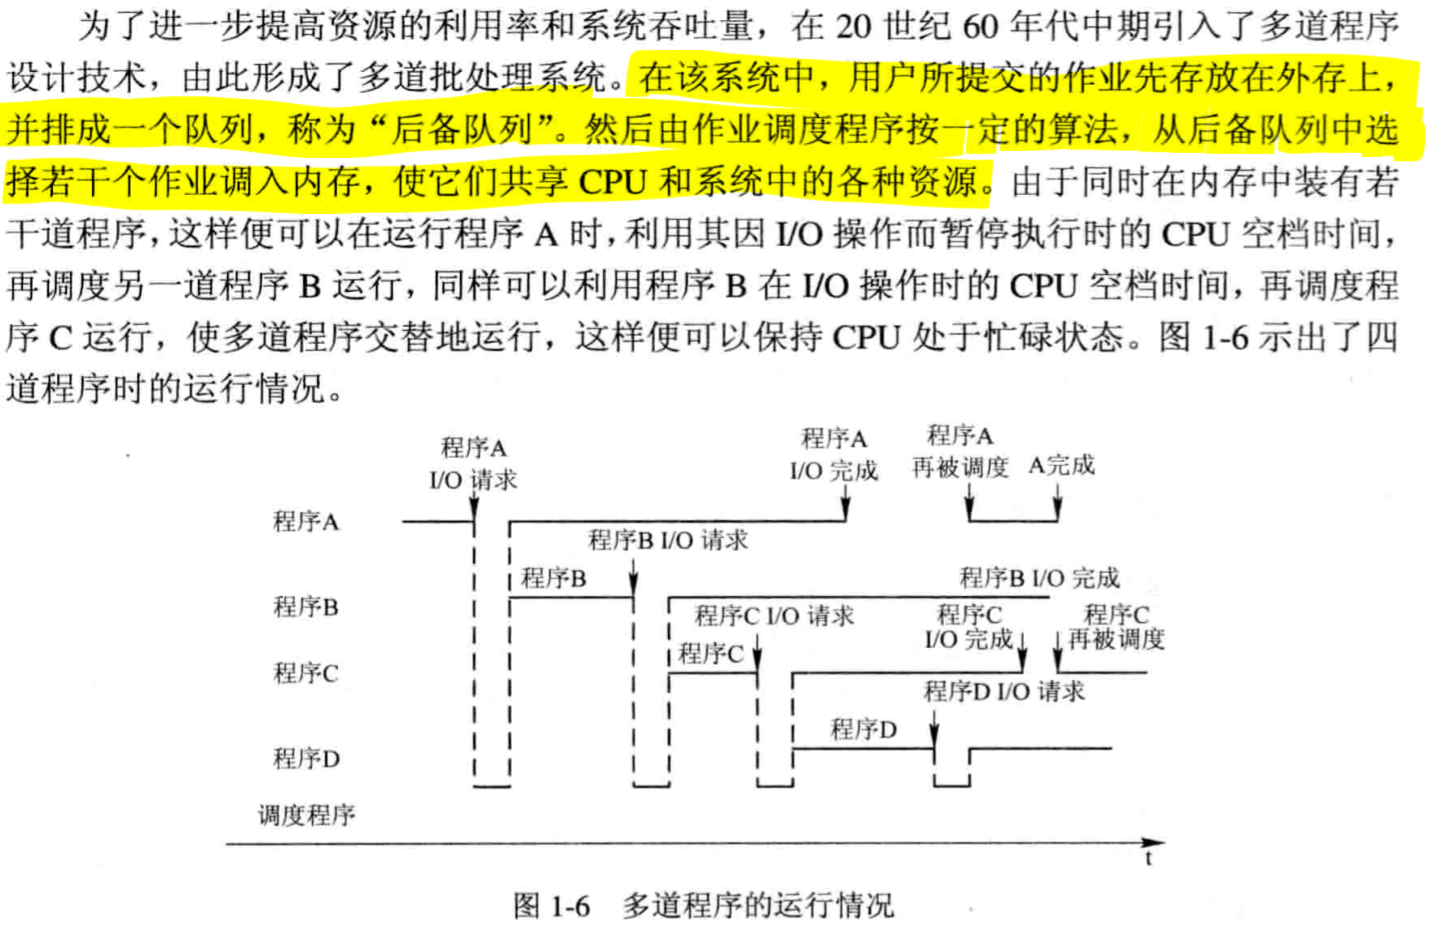 为了进一步提高资源的利用率和系统吞吐量，在 20 世纪 60 年代中期引入了多道程序
设计技术，由此形成了多道批处理系统。在该系统中，用户所提交的作业先存放在外存上，
并排成一个队列，称为“后备队列”。然后由作业调度程序按一定的算法，从后备队列中选
择若干个作业调入内存，使它们共享 CPU 和系统中的各种资源。由于同时在内存中装有若
干道程序，这样便可以在运行程序 A 时，利用其因 I/O 操作而暂停执行时的 CPU 空档时间，
再调度另一道程序 B 运行，同样可以利用程序 B 在 I/O 操作时的 CPU 空档时间，再调度程
序 C 运行，使多道程序交替地运行，这样便可以保持 CPU 处于忙碌状态。图 1-6 示出了四
道程序时的运行情况。
程序A
I/O 请求
程序A
I/O 完成
程序A
再被调度
A完成
程序A
程序B I/O 请求
程序B
程序B I/O 完成
程序B
程序C I/O 请求
程序C
I/O 完成
程序C
再被调度
程序C
程序C
程序D I/O 请求
程序D
程序D
调度程序
t
图 1-6 多道程序的运行情况